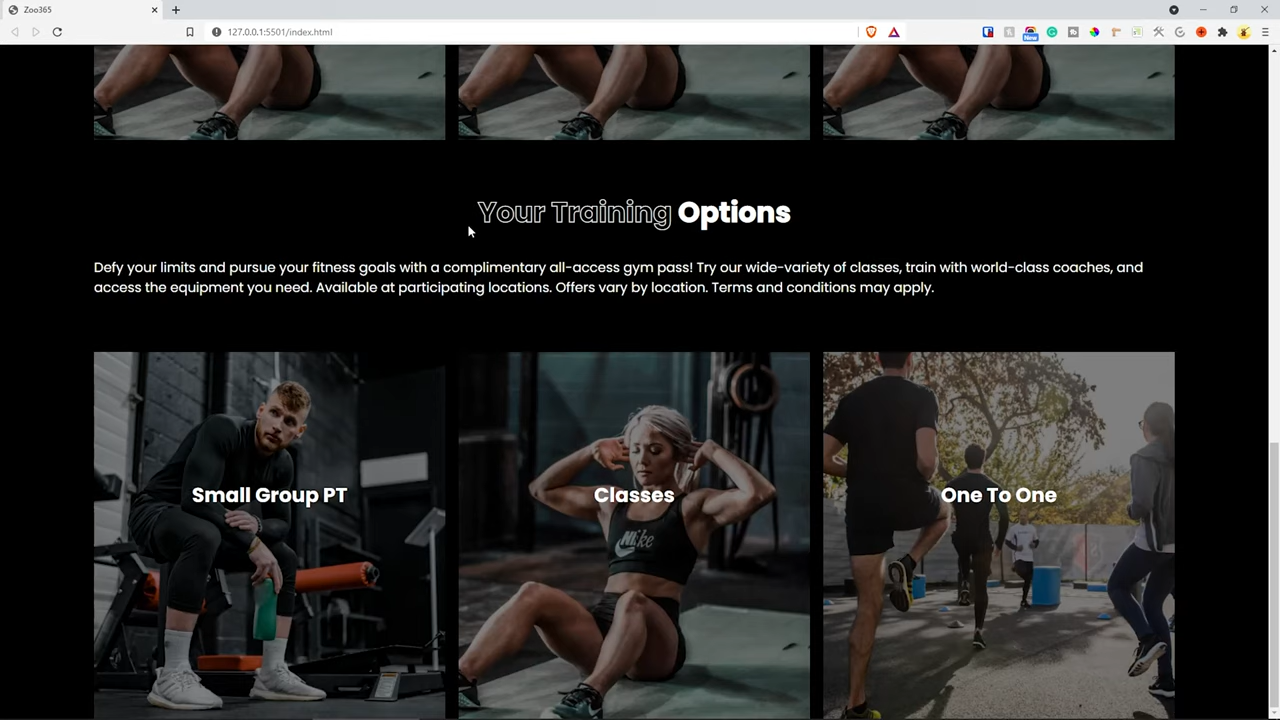 Zoo365
127.0.0.1:5501/index.html
New
Your Training Options
Defy your limits and pursue your fitness goals with a complimentary all-access gym pass! Try our wide-variety of classes, train with world-class coaches, and
access the equipment you need. Available at participating locations. Offers vary by location. Terms and conditions may apply.
Small Group PT
Classes
One To One